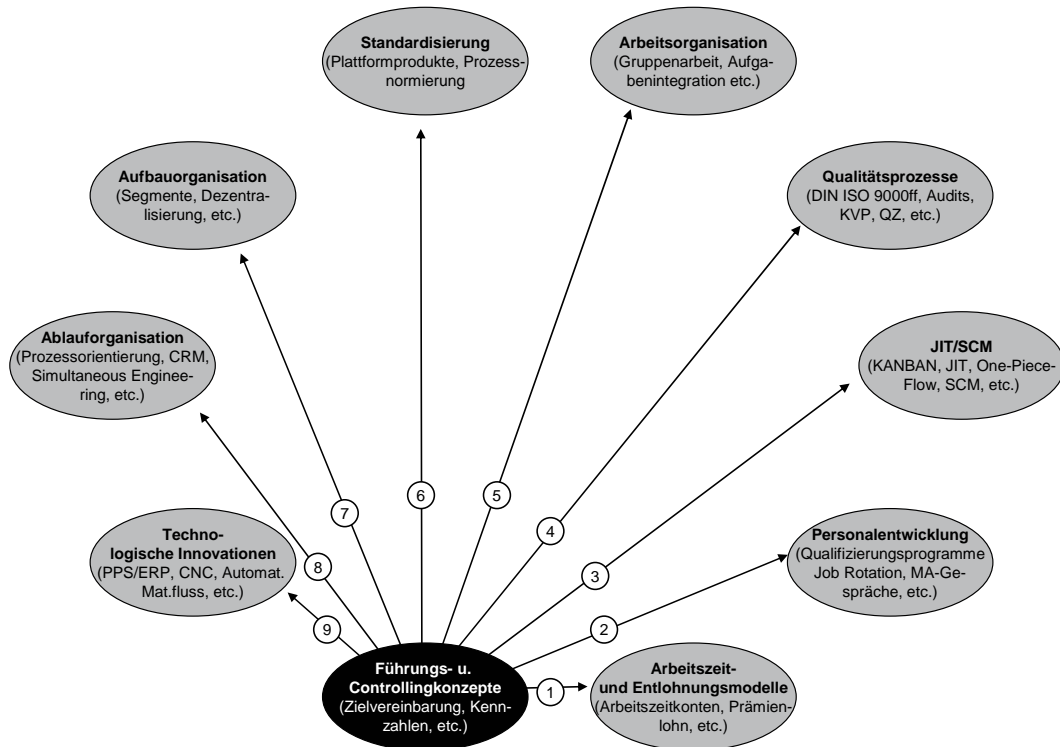 Standardisierung
(Plattformprodukte, Prozess-
normierung
Arbeitsorganisation
(Gruppenarbeit, Aufga-
benintegration etc.)
Aufbauorganisation
(Segmente, Dezentra-
lisierung, etc.)
Qualitätsprozesse
(DIN ISO 9000ff, Audits,
KVP, QZ, etc.)
Ablauforganisation
(Prozessorientierung, CRM,
Simultaneous Enginee-
ring, etc.)
JIT/SCM
(KANBAN, JIT, One-Piece-
Flow, SCM, etc.)
6
5
7
4
Techno-
logische Innovationen
(PPS/ERP, CNC, Automat.
Mat.fluss, etc.)
8
3
Personalentwicklung
(Qualifizierungsprogramme
Job Rotation, MA-Ge-
spräche, etc.)
9
2
Führungs- u.
Controllingkonzepte
(Zielvereinbarung, Kenn-
zahlen, etc.)
1
Arbeitszeit-
und Entlohnungsmodelle
(Arbeitszeitkonten, Prämien-
lohn, etc.)